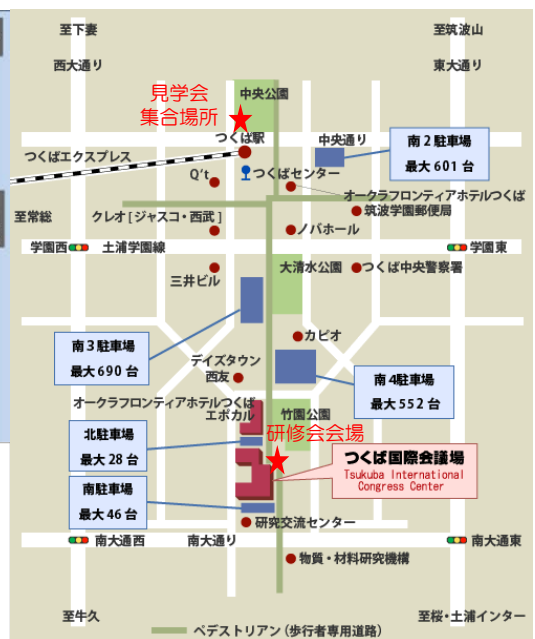 至下妻
至筑波山
西大通り
東大通り
見学会
集合場所
中央公園
つくば駅
中央通り
南2駐車場
最大 601 台
つくばエクスプレス
Q't
つくばセンター
オークラフロンティアホテルつくば
至常総
クレオ [ジャスコ・西武]
筑波学園郵便局
ノバホール
学園西
土浦学園線
学園東
三井ビル
大清水公園
つくば中央警察署
南3駐車場
最大 690 台
カピオ
デイズタウン
西友
南4駐車場
最大 552 台
オークラフロンティアホテルつくば
エポカル
竹園公園
北駐車場
最大 28 台
研修会会場
つくば国際会議場
Tsukuba International
Congress Center
南駐車場
最大 46 台
研究交流センター
南大通西
南大通り
南大通東
物質・材料研究機構
至牛久
至桜・土浦インター
ペデストリアン (歩行者専用道路)